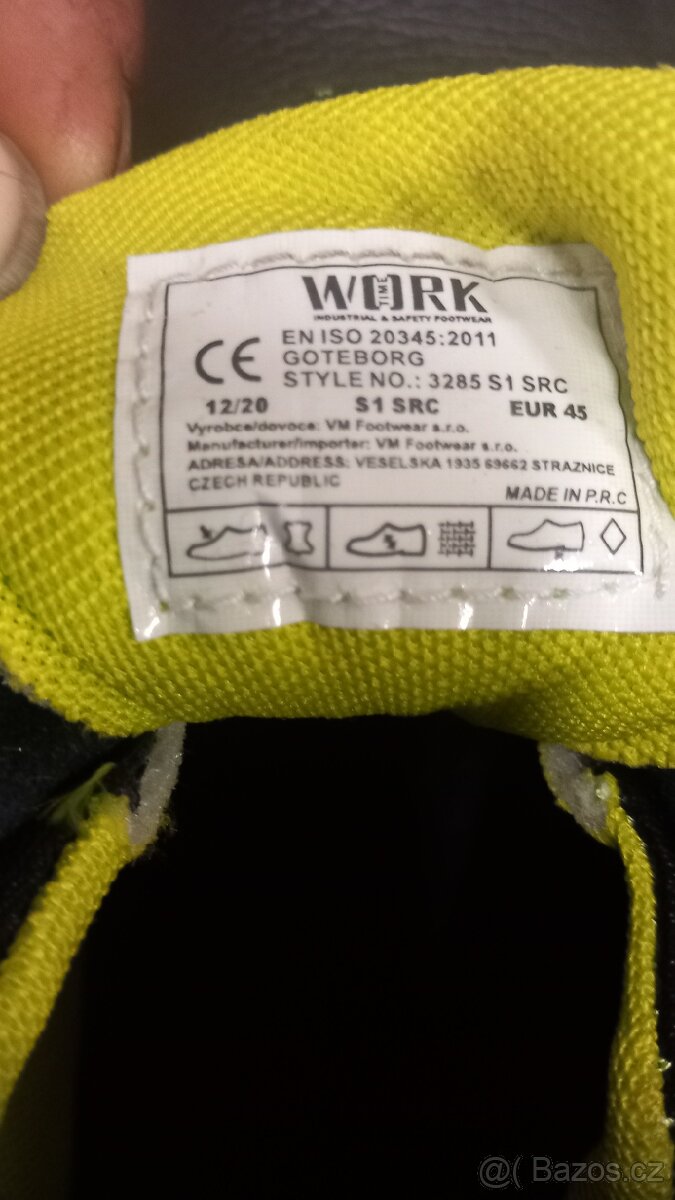 WORK
TIME
INDUSTRIAL & SAFETY FOOTWEAR
CE
EN ISO 20345:2011
GOTEBORG
STYLE NO.: 3285 S1 SRC
12/20 S1 SRC EUR 45
Vyrobce/dovoce: VM Footwear s.r.o.
Manufacturer/importer: VM Footwear s.r.o.
ADRESA/ADDRESS: VESELSKA 1935 69662 STRAZNICE
CZECH REPUBLIC
MADE IN P.R.C
@( Bazos.cz